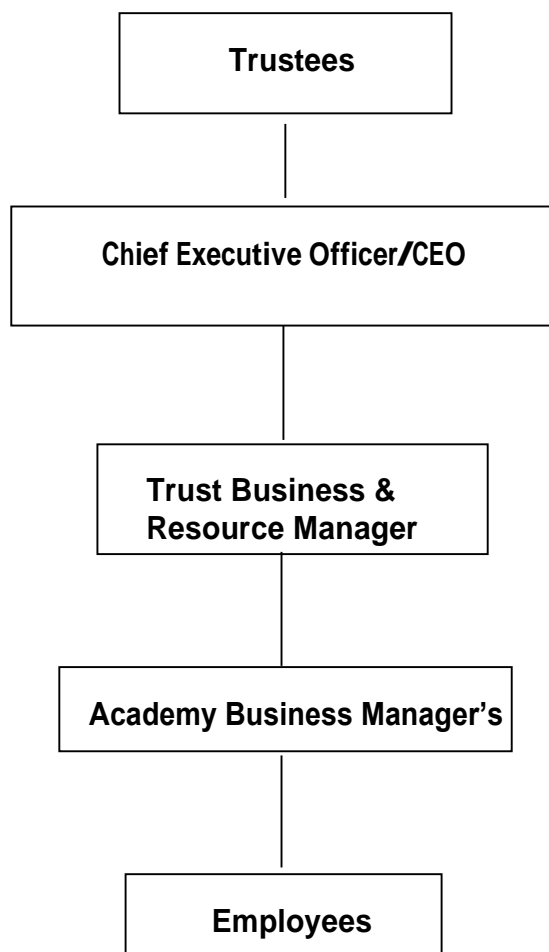 Trustees
Chief Executive Officer/CEO
Trust Business &
Resource Manager
Academy Business Manager’s
Employees